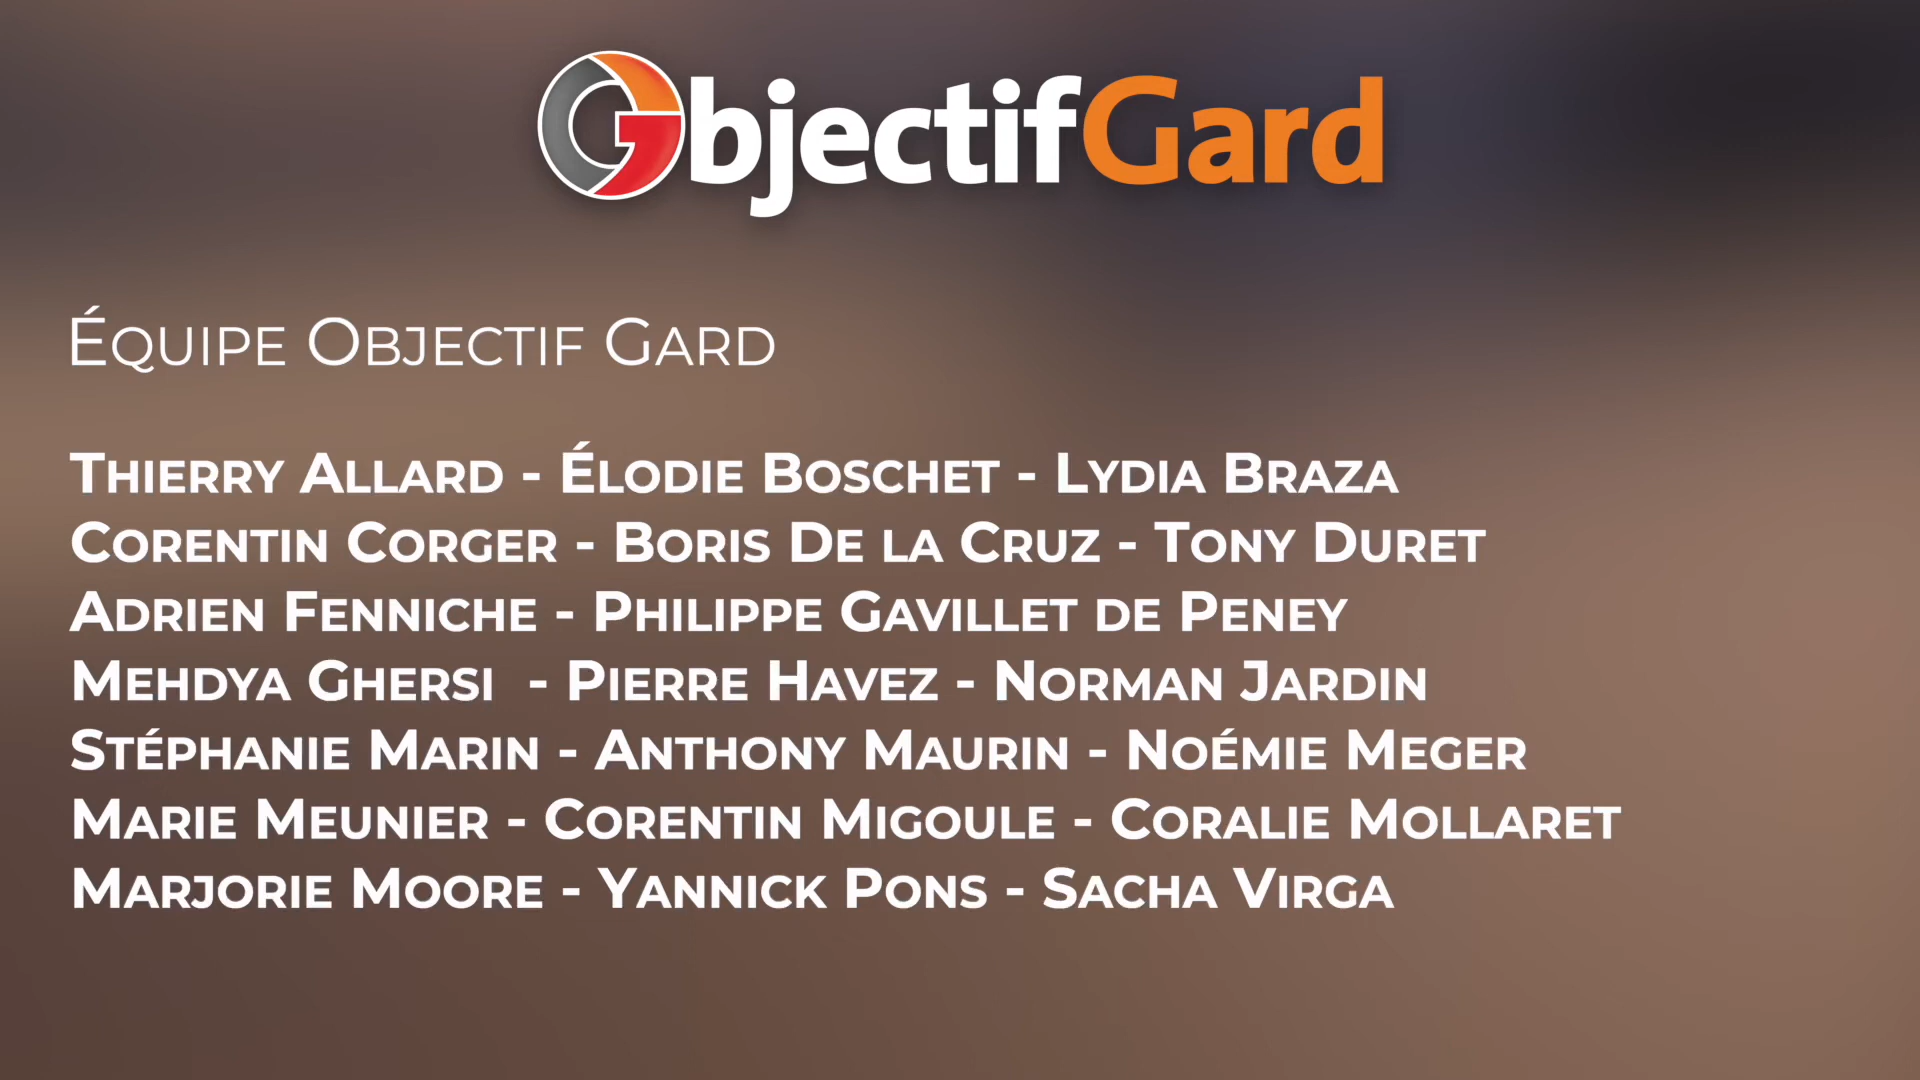 ObjectifGard
Équipe Objectif Gard
Thierry Allard - Élodie Boschet - Lydia Braza
Corentin Corger - Boris De la Cruz - Tony Duret
Adrien Fenniche - Philippe Gavillet de Peney
Mehdya Ghersi  - Pierre Havez - Norman Jardin
Stéphanie Marin - Anthony Maurin - Noémie Meger
Marie Meunier - Corentin Migoule - Coralie Mollaret
Marjorie Moore - Yannick Pons - Sacha Virga